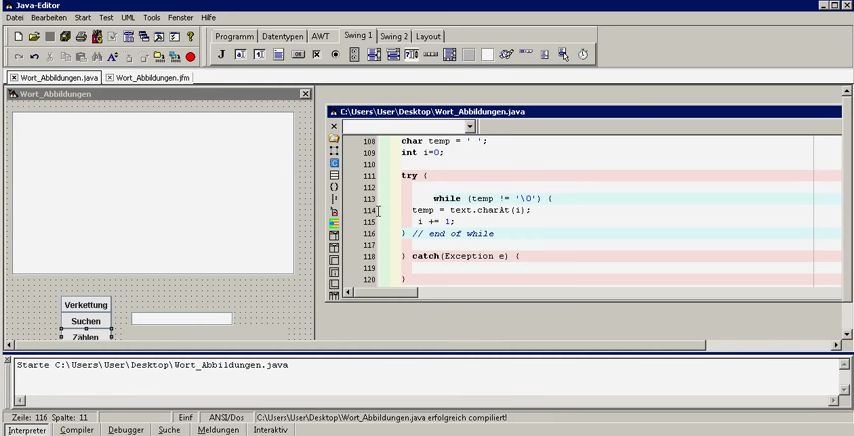 Java-Editor
Datei Bearbeiten Start Test UML Tools Fenster Hilfe
Programm Datentypen AWT Swing 1 Swing 2 Layout
Wort_Abbildungen.java Wort_Abbildungen.jfm
Wort_Abbildungen
C:\Users\User\Desktop\Wort_Abbildungen.java
108 char temp = ' ';
109 int i=0;
110
111 try {
112
113 while (temp != '\0') {
114 temp = text.charAt(i);
115 i += 1;
116 } // end of while
117
118 } catch(Exception e) {
119
120 }
Verkettung
Suchen
Zählen
Starte C:\Users\User\Desktop\Wort_Abbildungen.java
Zeile: 116 Spalte: 11 Einf ANSI/Dos C:\Users\User\Desktop\Wort_Abbildungen.java erfolgreich compiliert!
Interpreter Compiler Debugger Suche Meldungen Interaktiv